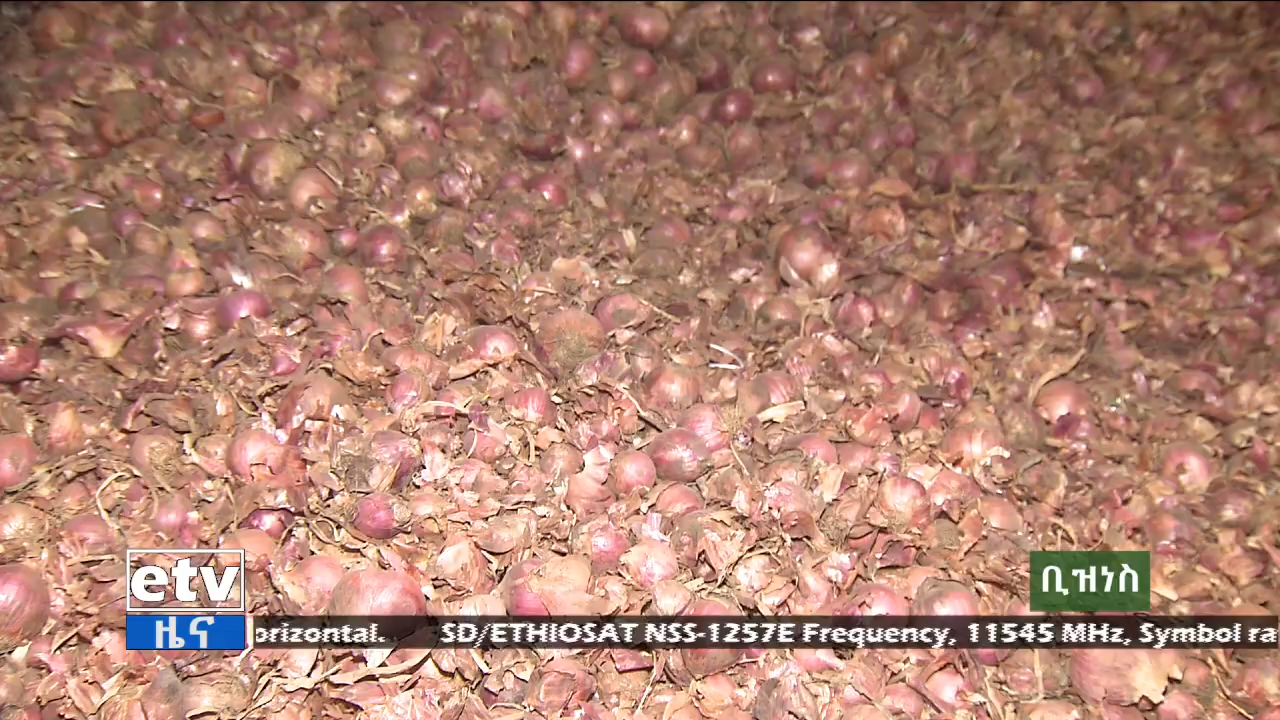 etv
ቢዝነስ
ዜና
orizontal. SD/ETHIOSAT NSS-1257E Frequency, 11545 MHz, Symbol ra